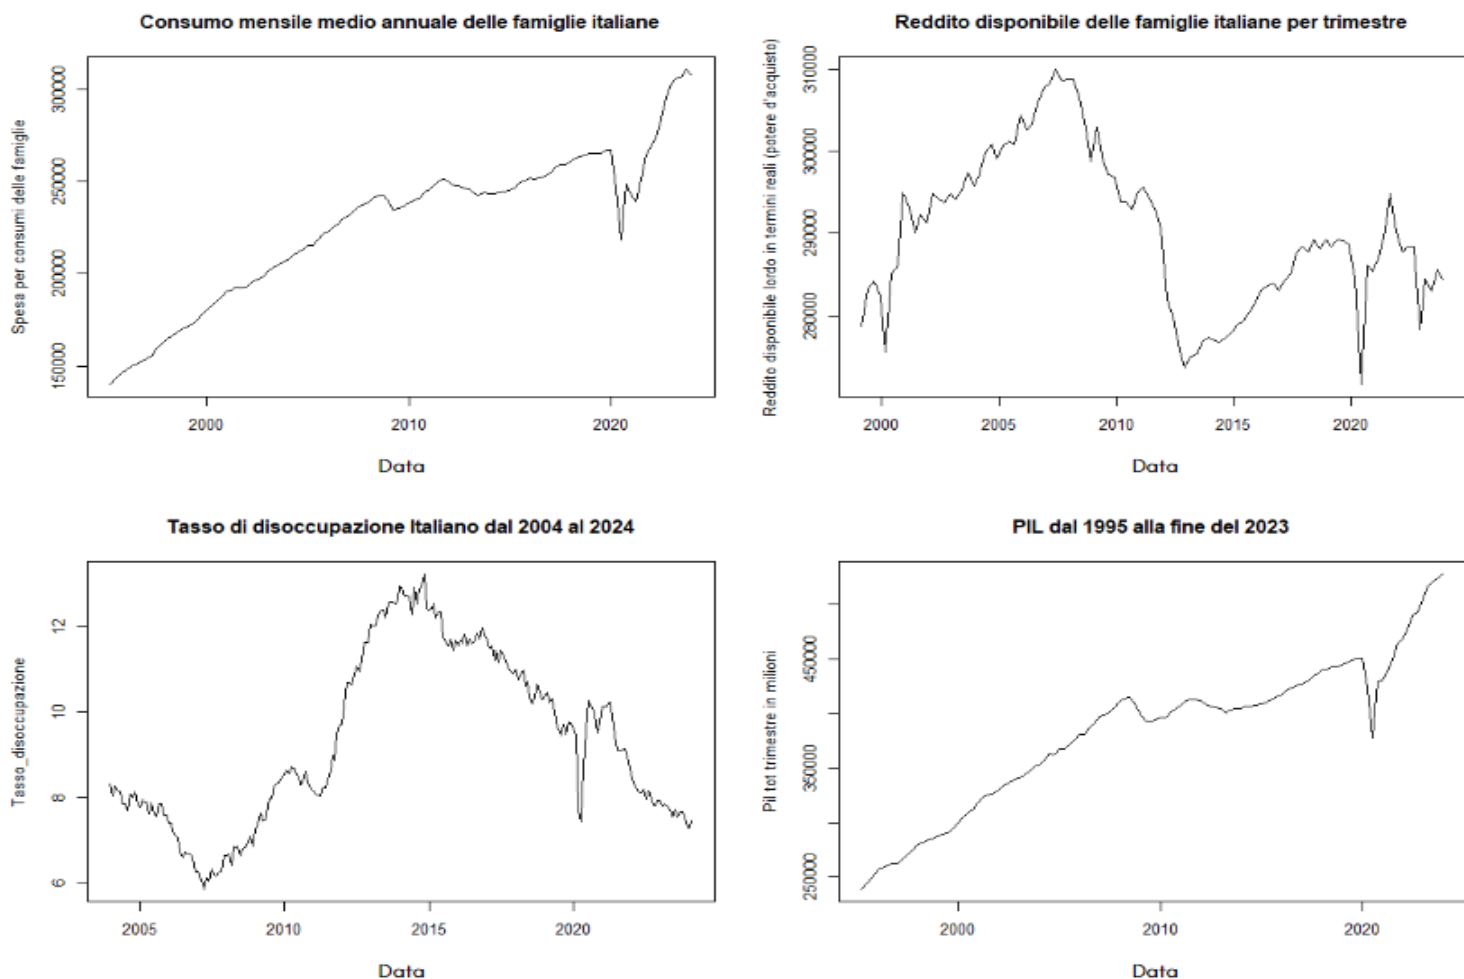 Consumo mensile medio annuale delle famiglie italiane
Spesa per consumi delle famiglie
300000
250000
200000
150000
2000
2010
2020
Data
Reddito disponibile delle famiglie italiane per trimestre
Reddito disponibile lordo in termini reali (potere d'acquisto)
310000
300000
290000
280000
2000
2005
2010
2015
2020
Data
Tasso di disoccupazione Italiano dal 2004 al 2024
Tasso_disoccupazione
12
10
8
6
2005
2010
2015
2020
Data
PIL dal 1995 alla fine del 2023
Pil tot trimestre in milioni
450000
350000
250000
2000
2010
2020
Data